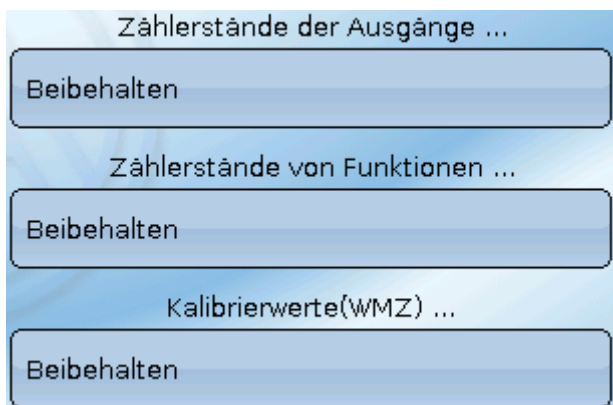 Zählerstände der Ausgänge ...
Beibehalten
Zählerstände von Funktionen ...
Beibehalten
Kalibrierwerte(WMZ) ...
Beibehalten